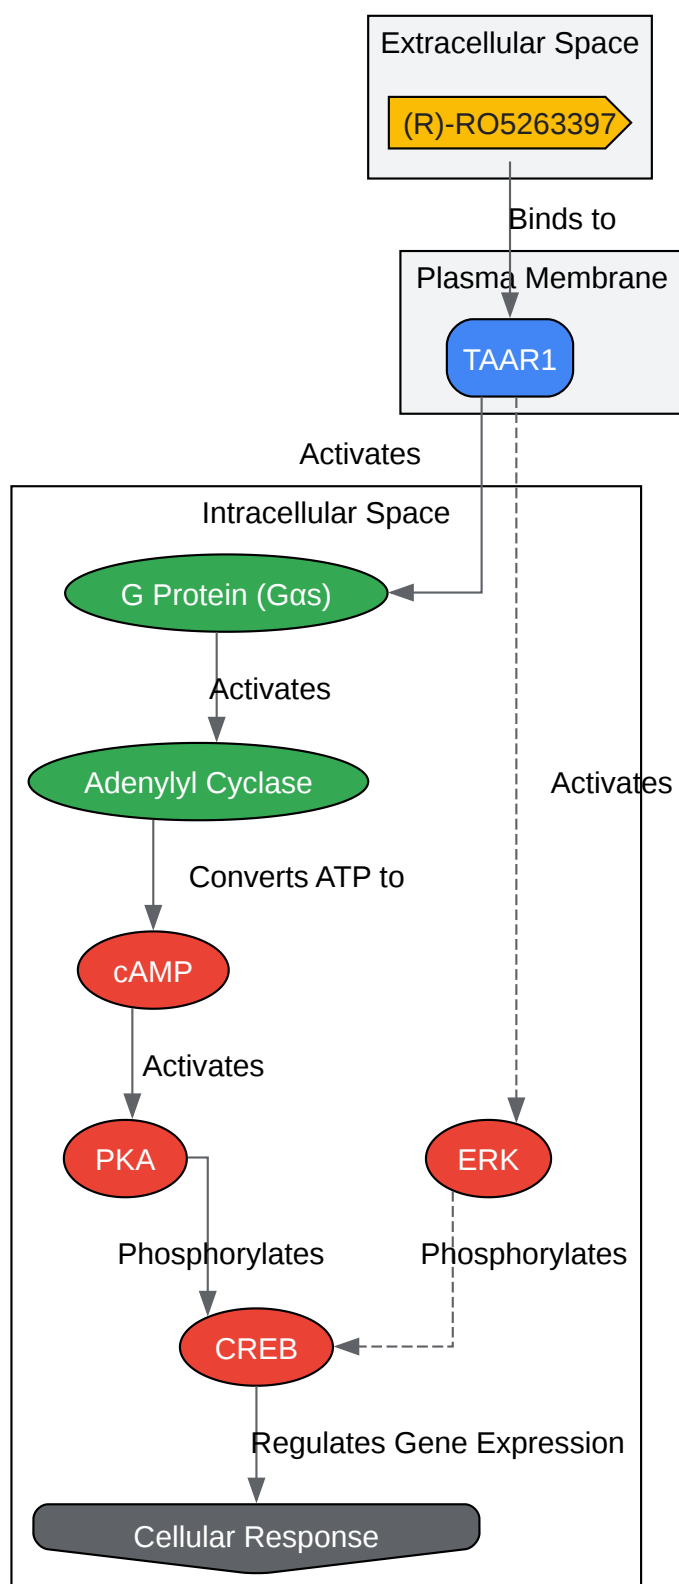 Extracellular Space
(R)-RO5263397
Binds to
Plasma Membrane
TAAR1
Activates
Intracellular Space
G Protein (Gαs)
Activates
Adenylyl Cyclase
Activates
Converts ATP to
cAMP
Activates
PKA
ERK
Phosphorylates
Phosphorylates
CREB
Regulates Gene Expression
Cellular Response